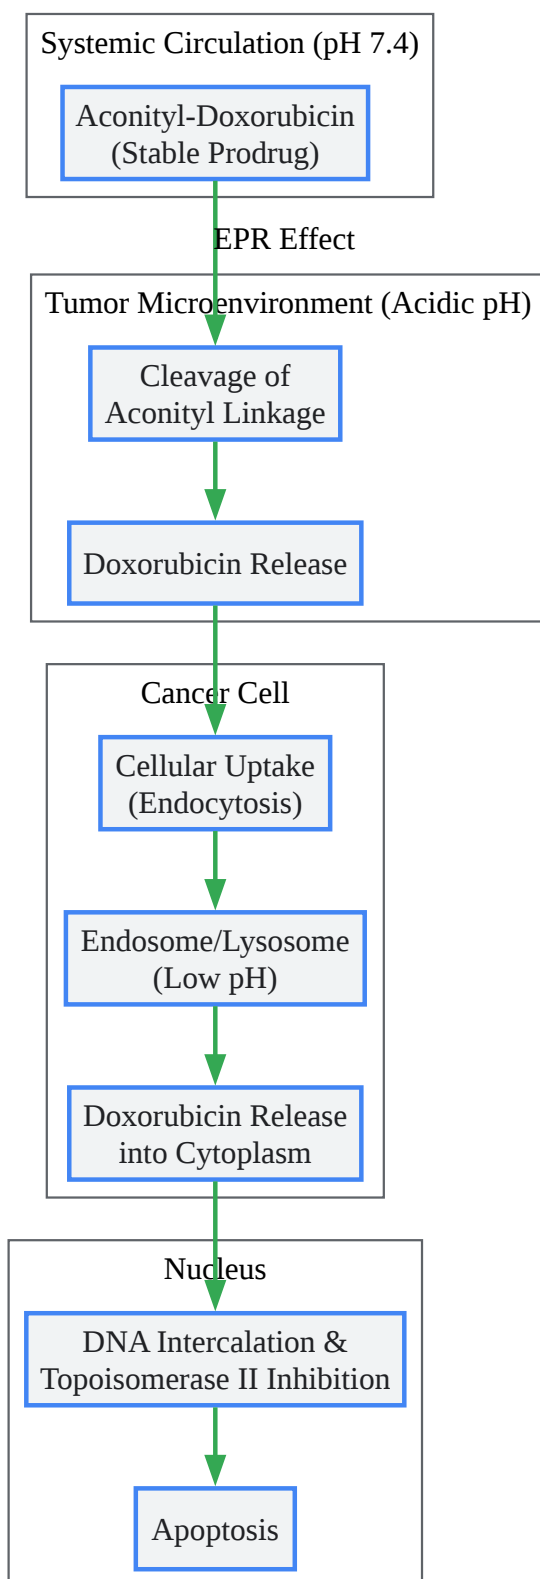 Systemic Circulation (pH 7.4)
Aconityl-Doxorubicin
(Stable Prodrug)
EPR Effect
Tumor Microenvironment (Acidic pH)
Cleavage of
Aconityl Linkage
Doxorubicin Release
Cancer Cell
Cellular Uptake
(Endocytosis)
Endosome/Lysosome
(Low pH)
Doxorubicin Release
into Cytoplasm
Nucleus
DNA Intercalation &
Topoisomerase II Inhibition
Apoptosis